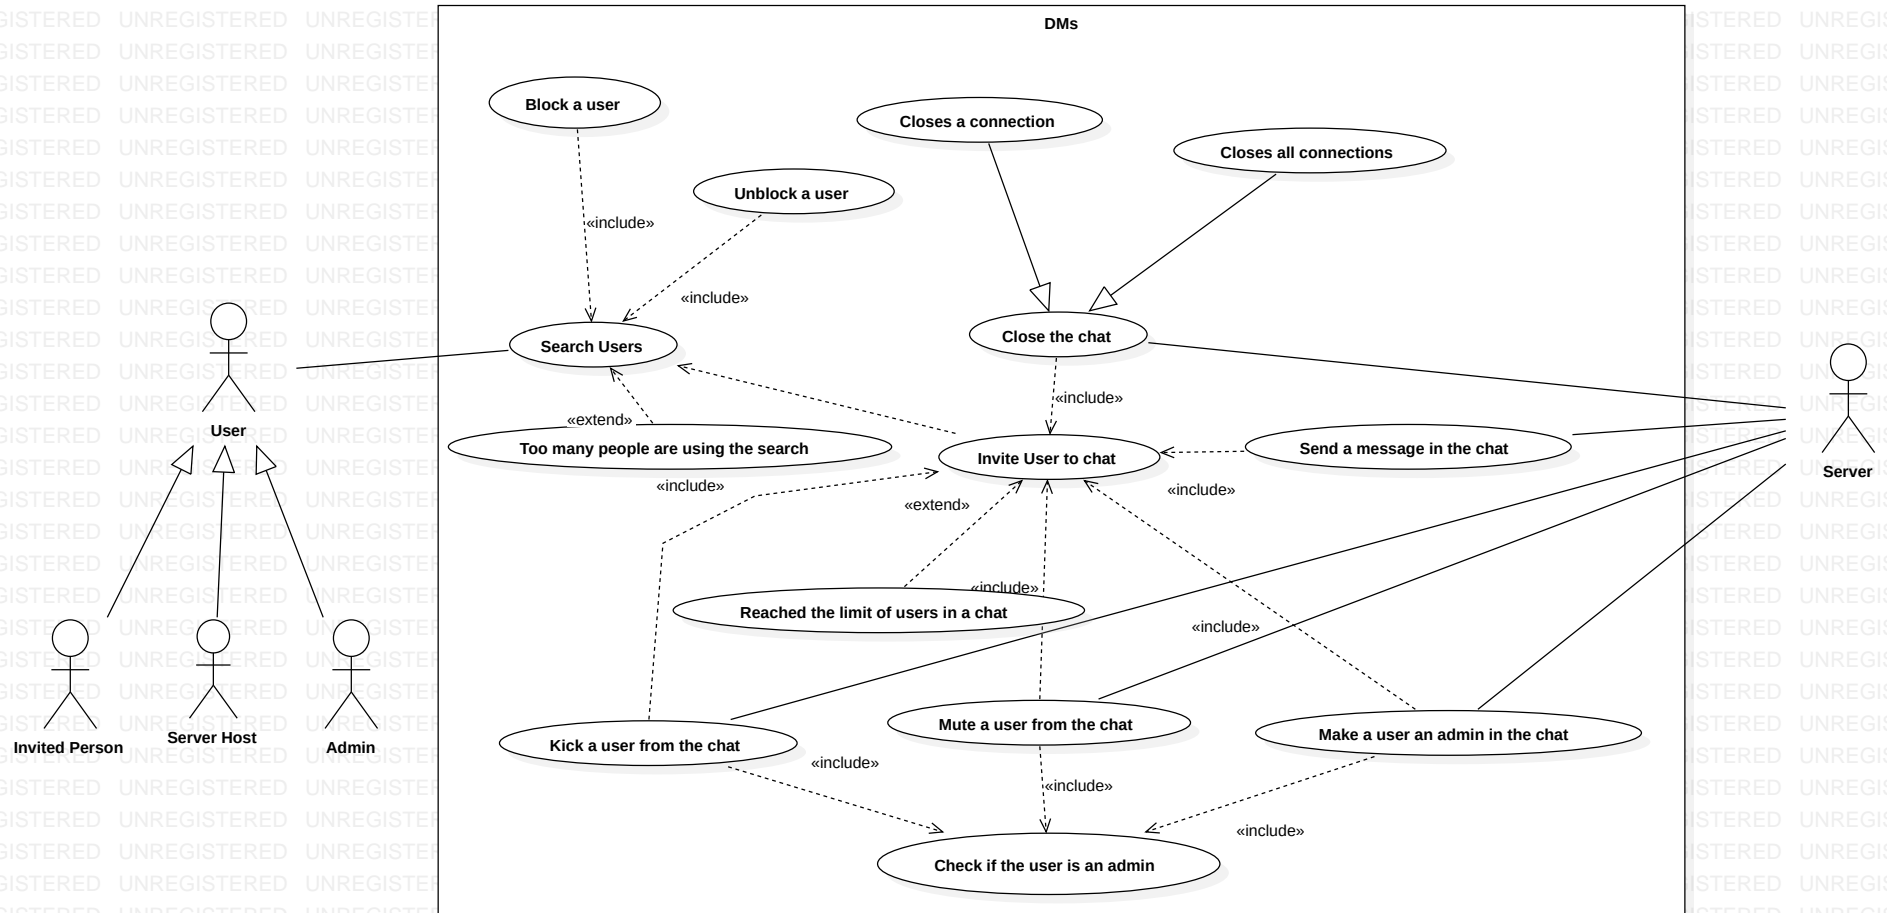 DMs
Block a user
Closes a connection
Closes all connections
Unblock a user
«include»
«include»
Search Users
Close the chat
User
«extend»
«include»
Too many people are using the search
Invite User to chat
Send a message in the chat
Server
«include»
«extend»
«include»
«include»
Reached the limit of users in a chat
«include»
Invited Person
Server Host
Admin
Kick a user from the chat
Mute a user from the chat
Make a user an admin in the chat
«include»
«include»
«include»
Check if the user is an admin
UNREGISTERED